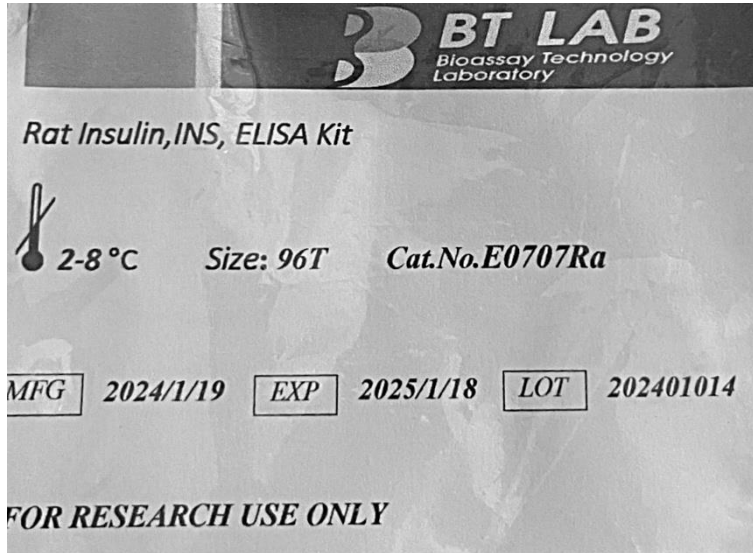 BT LAB
Bioassay Technology
Laboratory
Rat Insulin,INS, ELISA Kit
2-8 °C Size: 96T Cat.No.E0707Ra
MFG 2024/1/19 EXP 2025/1/18 LOT 202401014
FOR RESEARCH USE ONLY